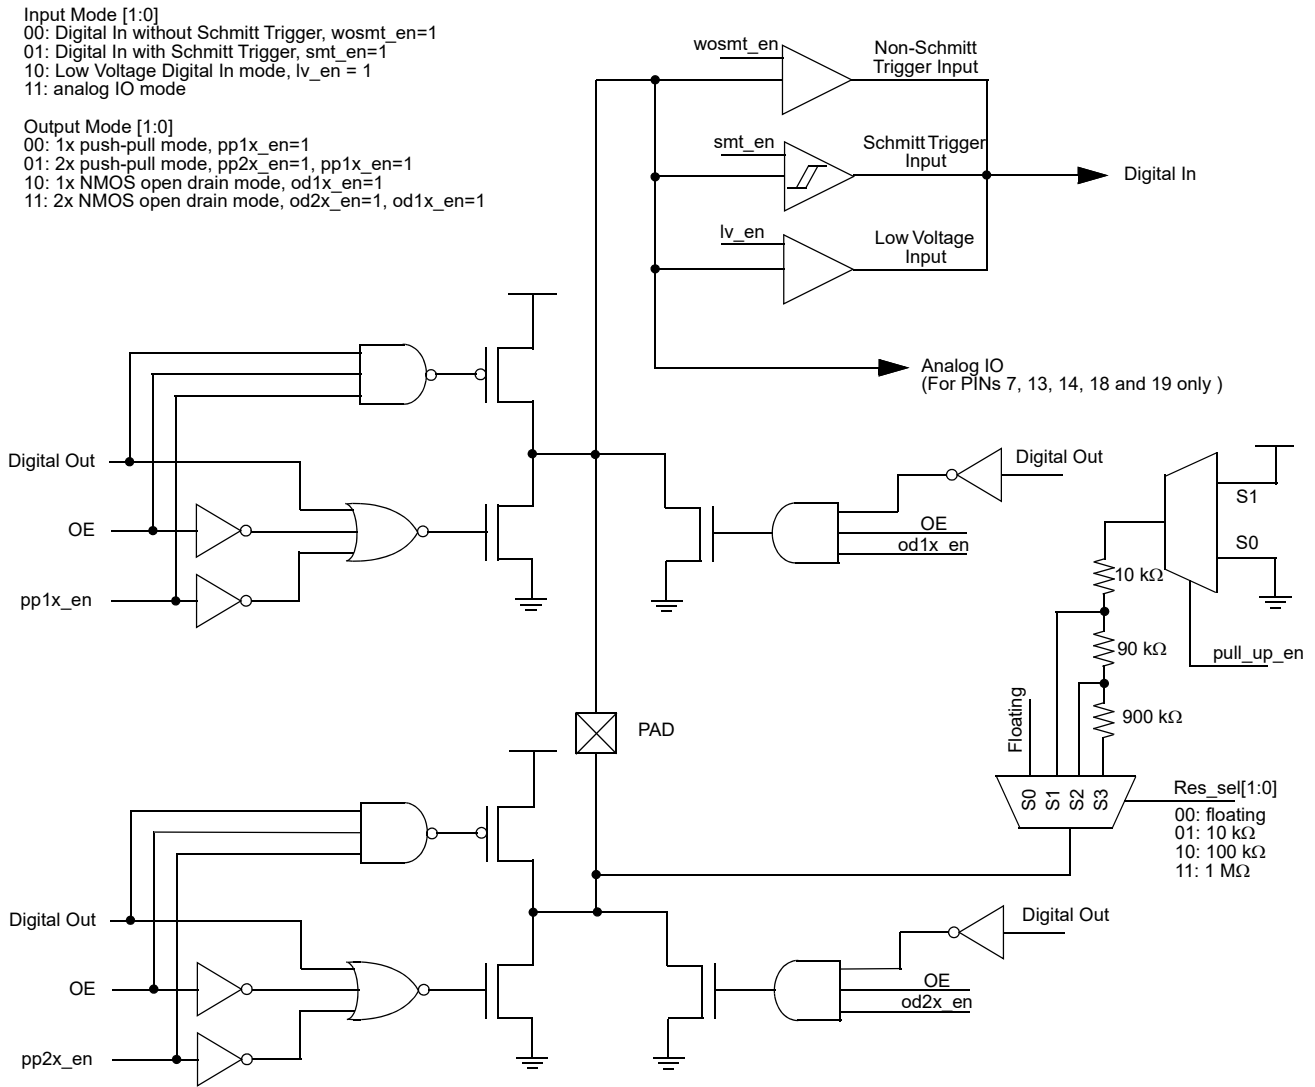 Input Mode [1:0]
00: Digital In without Schmitt Trigger, wosmt_en=1
01: Digital In with Schmitt Trigger, smt_en=1
10: Low Voltage Digital In mode, lv_en = 1
11: analog IO mode
Output Mode [1:0]
00: 1x push-pull mode, pp1x_en=1
01: 2x push-pull mode, pp2x_en=1, pp1x_en=1
10: 1x NMOS open drain mode, od1x_en=1
11: 2x NMOS open drain mode, od2x_en=1, od1x_en=1
wosmt_en
Non-Schmitt
Trigger Input
smt_en
Schmitt Trigger
Input
Digital In
lv_en
Low Voltage
Input
Analog IO
(For PINs 7, 13, 14, 18 and 19 only )
Digital Out
OE
pp1x_en
Digital Out
OE
od1x_en
S1
S0
10 kΩ
90 kΩ
900 kΩ
pull_up_en
Floating
S0
S1
S2
S3
Res_sel[1:0]
00: floating
01: 10 kΩ
10: 100 kΩ
11: 1 MΩ
PAD
Digital Out
OE
pp2x_en
Digital Out
OE
od2x_en